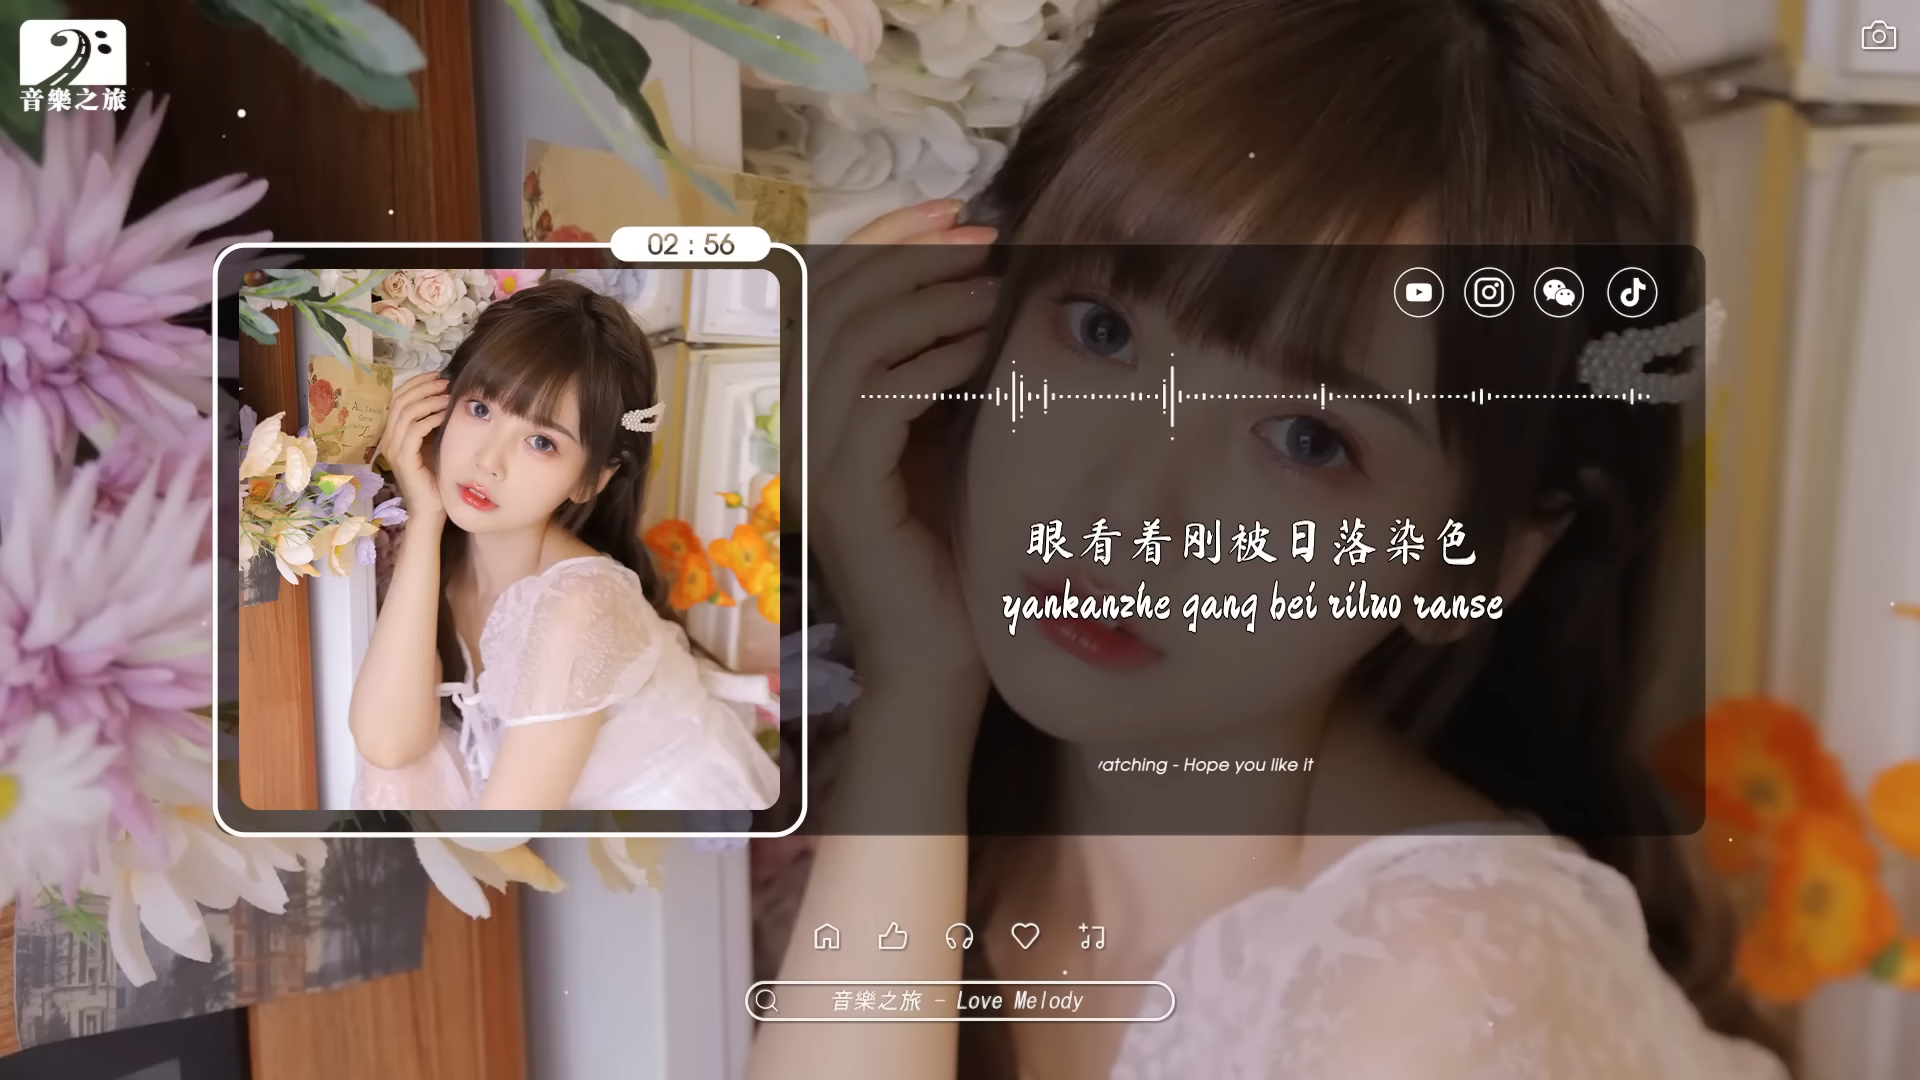 音樂之旅
02 : 56
眼看着刚被日落染色
yankanzhe gang bei riluo ranse
atching - Hope you like it
音樂之旅 - Love Melody